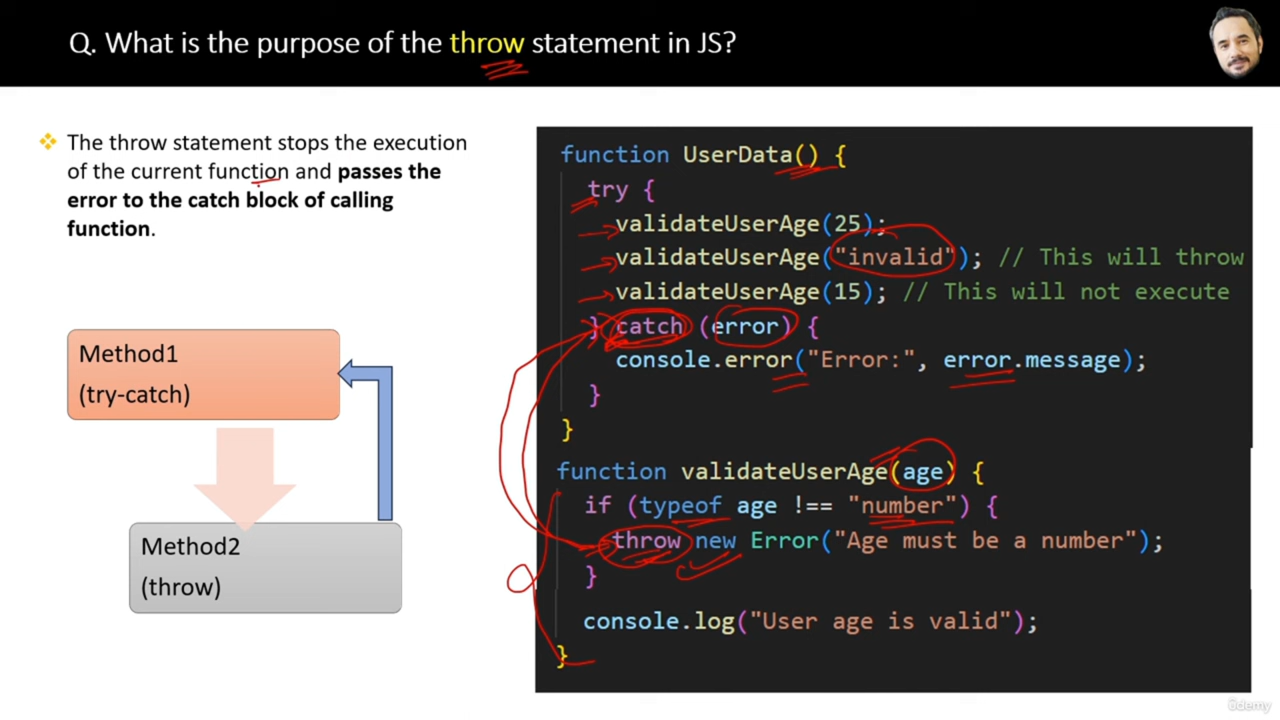 Q. What is the purpose of the throw statement in JS?
The throw statement stops the execution
of the current function and passes the
error to the catch block of calling
function.
Method1
(try-catch)
Method2
(throw)
function UserData() {
try {
validateUserAge(25);
validateUserAge("invalid"); // This will throw
validateUserAge(15); // This will not execute
} catch (error) {
console.error("Error:", error.message);
}
}
function validateUserAge(age) {
if (typeof age !== "number") {
throw new Error("Age must be a number");
}
console.log("User age is valid");
}
ûdemy